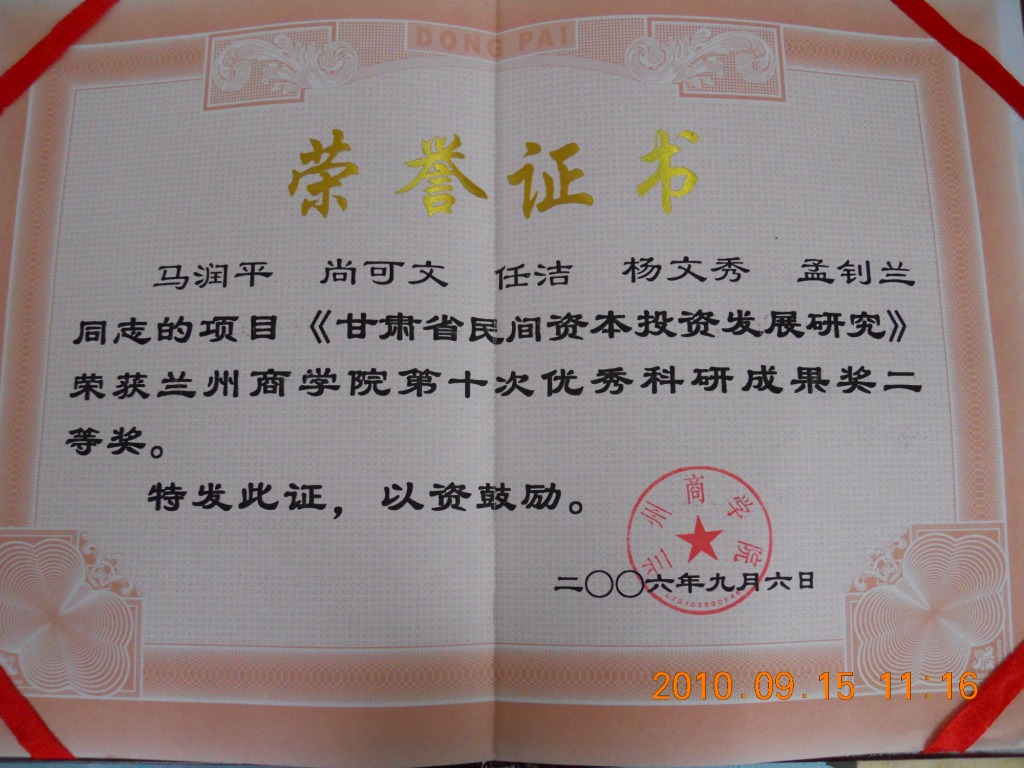 DONG PAI
荣誉证书
马润平 尚可文 任洁 杨文秀 孟钊兰
同志的项目《甘肃省民间资本投资发展研究》
荣获兰州商学院第十次优秀科研成果奖二
等奖。
特发此证，以资鼓励。
兰州商学院
二〇〇六年九月六日
2010.09.15 11:16